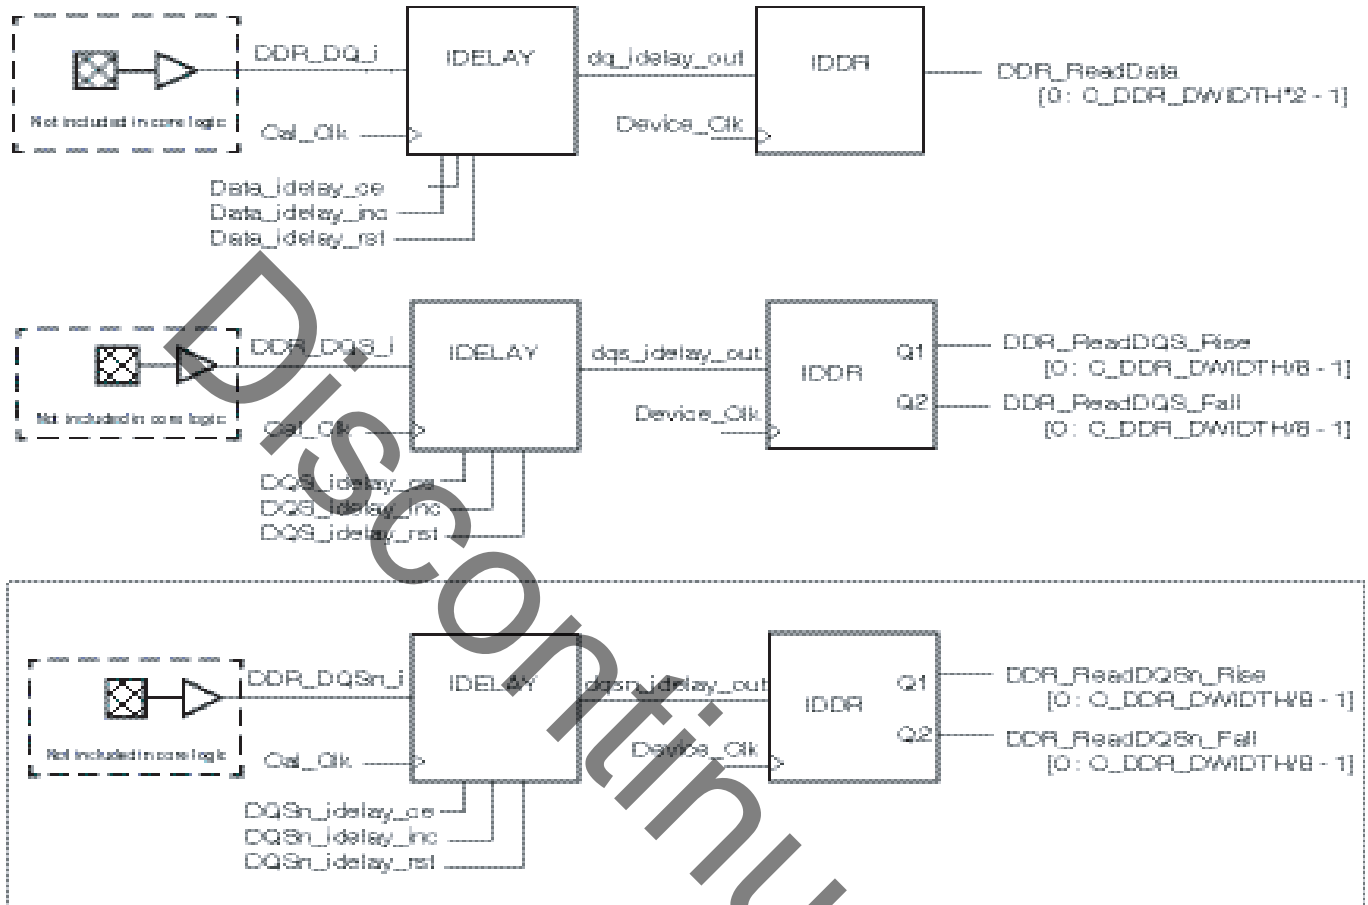 DDR_DQ_i
IDELAY
dq_idelay_out
IDDR
DDR_ReadData
[0 : C_DDR_DWIDTH*2 - 1]
Not included in core logic
Cal_Clk
Device_Clk
Data_idelay_ce
Data_idelay_inc
Data_idelay_rst
DDR_DQS_i
IDELAY
dqs_idelay_out
IDDR
Q1
DDR_ReadDQS_Rise
[0 : C_DDR_DWIDTH/8 - 1]
Q2
DDR_ReadDQS_Fall
[0 : C_DDR_DWIDTH/8 - 1]
Not included in core logic
Cal_Clk
Device_Clk
DQS_idelay_ce
DQS_idelay_inc
DQS_idelay_rst
DDR_DQSn_i
IDELAY
dqsn_idelay_out
IDDR
Q1
DDR_ReadDQSn_Rise
[0 : C_DDR_DWIDTH/8 - 1]
Q2
DDR_ReadDQSn_Fall
[0 : C_DDR_DWIDTH/8 - 1]
Not included in core logic
Cal_Clk
Device_Clk
DQSn_idelay_ce
DQSn_idelay_inc
DQSn_idelay_rst
Discontinu